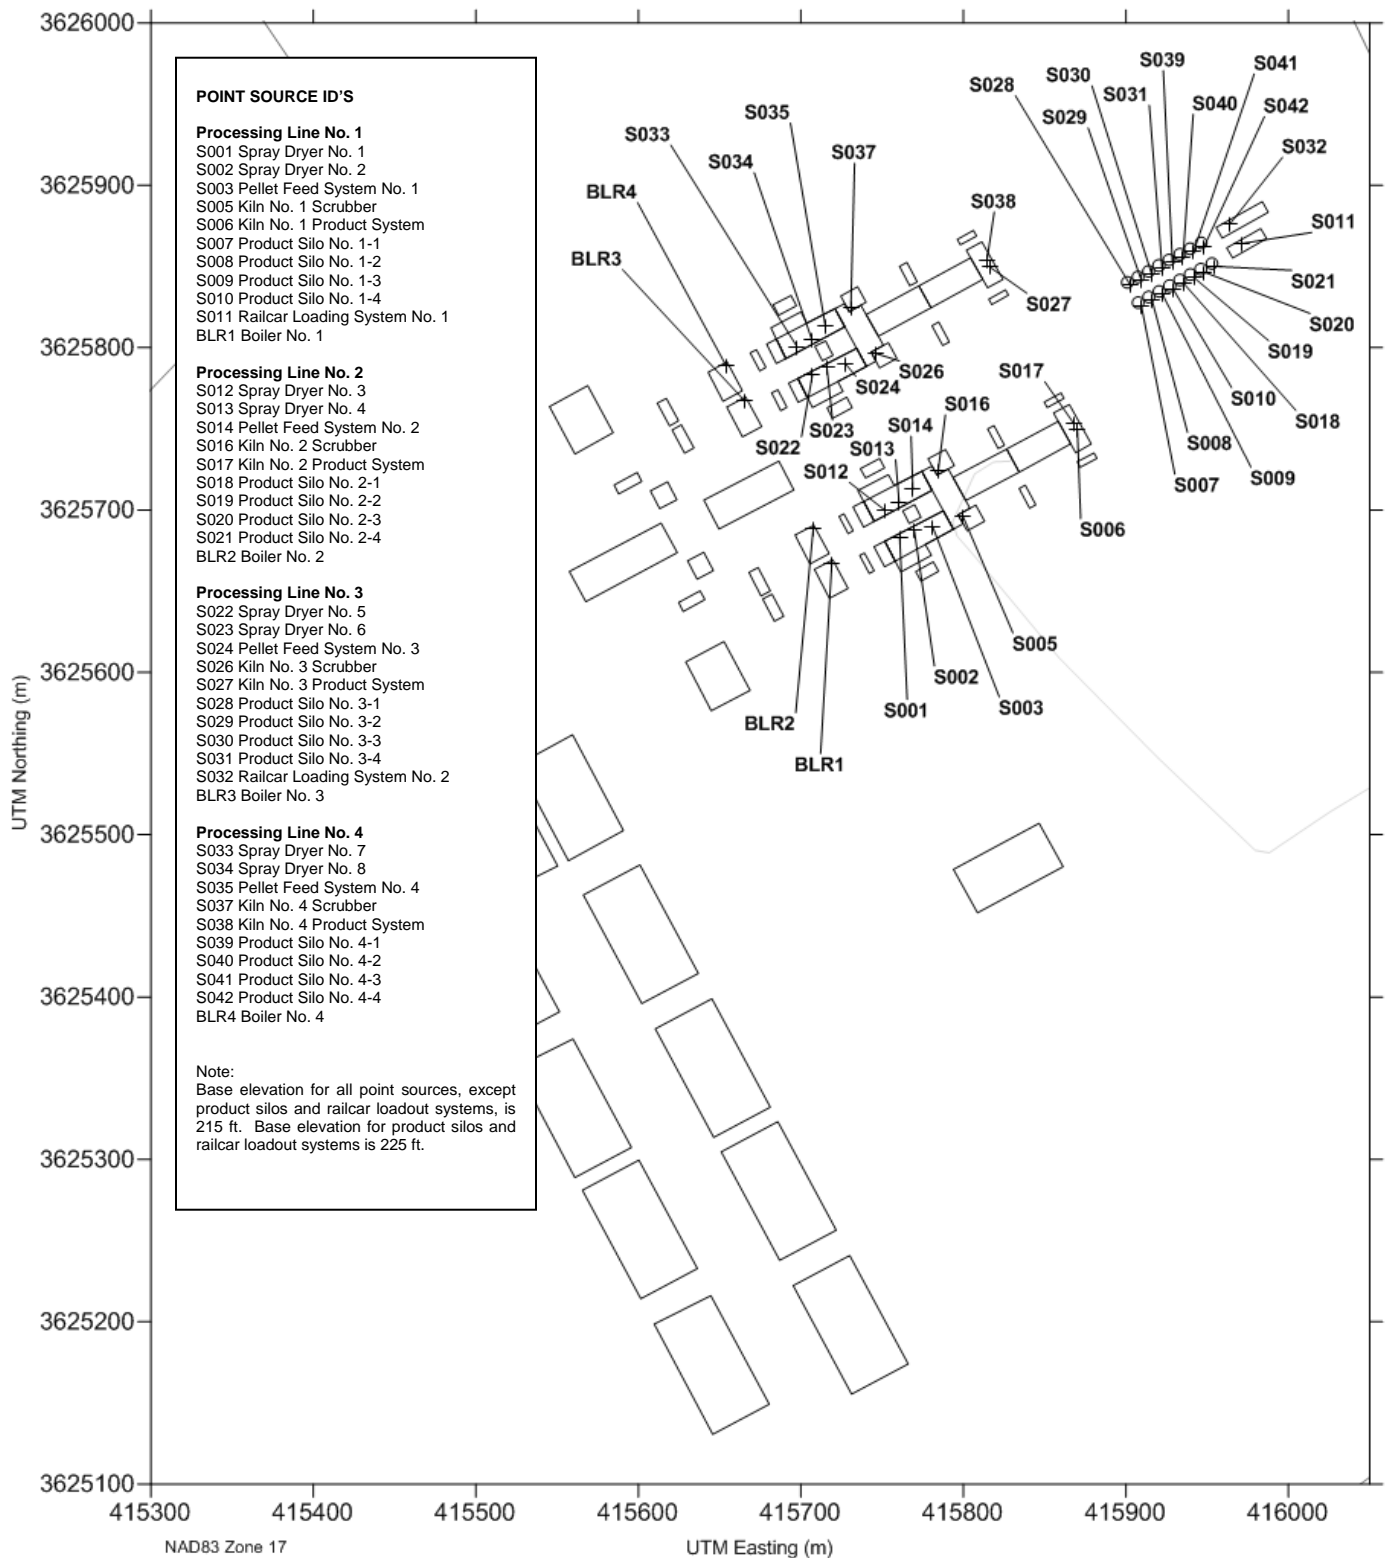 POINT SOURCE ID'S
Processing Line No. 1
S001 Spray Dryer No. 1
S002 Spray Dryer No. 2
S003 Pellet Feed System No. 1
S005 Kiln No. 1 Scrubber
S006 Kiln No. 1 Product System
S007 Product Silo No. 1-1
S008 Product Silo No. 1-2
S009 Product Silo No. 1-3
S010 Product Silo No. 1-4
S011 Railcar Loading System No. 1
BLR1 Boiler No. 1
Processing Line No. 2
S012 Spray Dryer No. 3
S013 Spray Dryer No. 4
S014 Pellet Feed System No. 2
S016 Kiln No. 2 Scrubber
S017 Kiln No. 2 Product System
S018 Product Silo No. 2-1
S019 Product Silo No. 2-2
S020 Product Silo No. 2-3
S021 Product Silo No. 2-4
BLR2 Boiler No. 2
Processing Line No. 3
S022 Spray Dryer No. 5
S023 Spray Dryer No. 6
S024 Pellet Feed System No. 3
S026 Kiln No. 3 Scrubber
S027 Kiln No. 3 Product System
S028 Product Silo No. 3-1
S029 Product Silo No. 3-2
S030 Product Silo No. 3-3
S031 Product Silo No. 3-4
S032 Railcar Loading System No. 2
BLR3 Boiler No. 3
Processing Line No. 4
S033 Spray Dryer No. 7
S034 Spray Dryer No. 8
S035 Pellet Feed System No. 4
S037 Kiln No. 4 Scrubber
S038 Kiln No. 4 Product System
S039 Product Silo No. 4-1
S040 Product Silo No. 4-2
S041 Product Silo No. 4-3
S042 Product Silo No. 4-4
BLR4 Boiler No. 4
Note:
Base elevation for all point sources, except
product silos and railcar loadout systems, is
215 ft. Base elevation for product silos and
railcar loadout systems is 225 ft.
3626000
3625900
3625800
3625700
3625600
3625500
3625400
3625300
3625200
3625100
UTM Northing (m)
S039
S041
S030
S028
S031
S040
S042
S029
S032
S035
S033
S034
S037
BLR4
S038
S011
BLR3
S027
S021
S020
S019
S026
S024
S017
S016
S010
S018
S014
S023
S022
S013
S008
S012
S009
S007
S006
S005
S002
S003
S001
BLR2
BLR1
415300
415400
415500
415600
415700
415800
415900
416000
NAD83 Zone 17
UTM Easting (m)